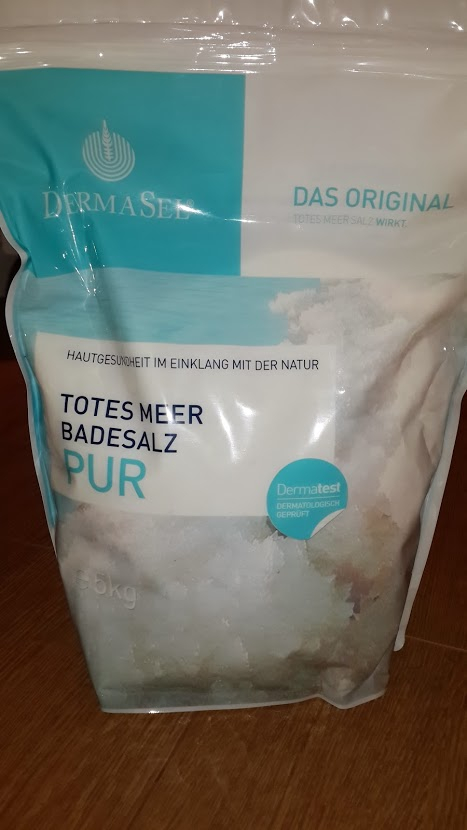 DERMASEL®
DAS ORIGINAL
TOTES MEER SALZ WIRKT.
HAUTGESUNDHEIT IM EINKLANG MIT DER NATUR
TOTES MEER
BADESALZ
PUR
Dermatest
DERMATOLOGISCH
GEPRÜFT